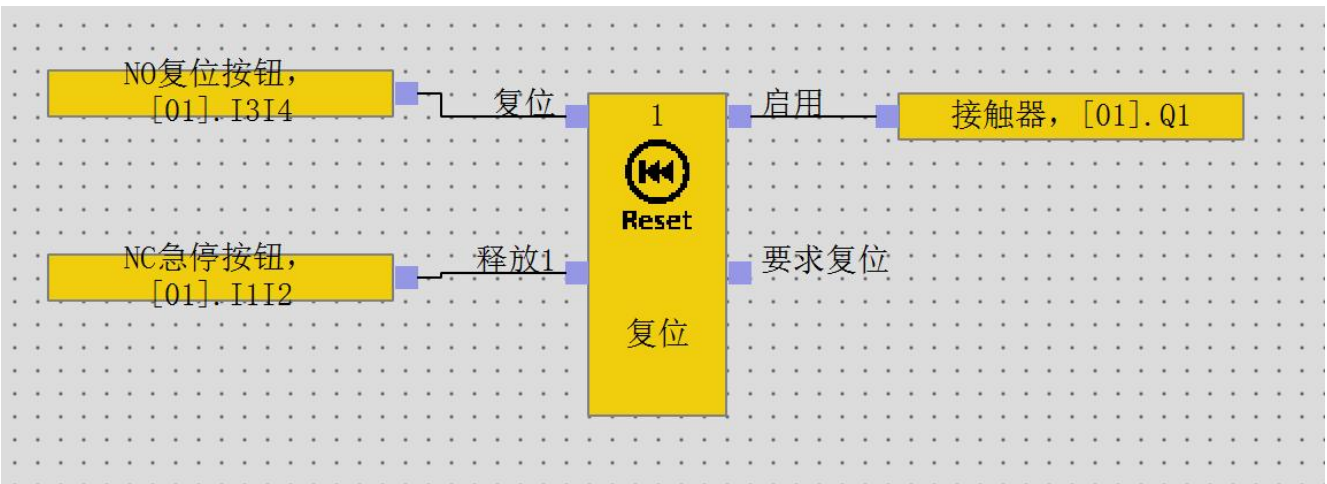 NO复位按钮，
[01].I3I4
复位
1
启用
接触器，[01].Q1
Reset
NC急停按钮，
[01].I1I2
释放1
要求复位
复位